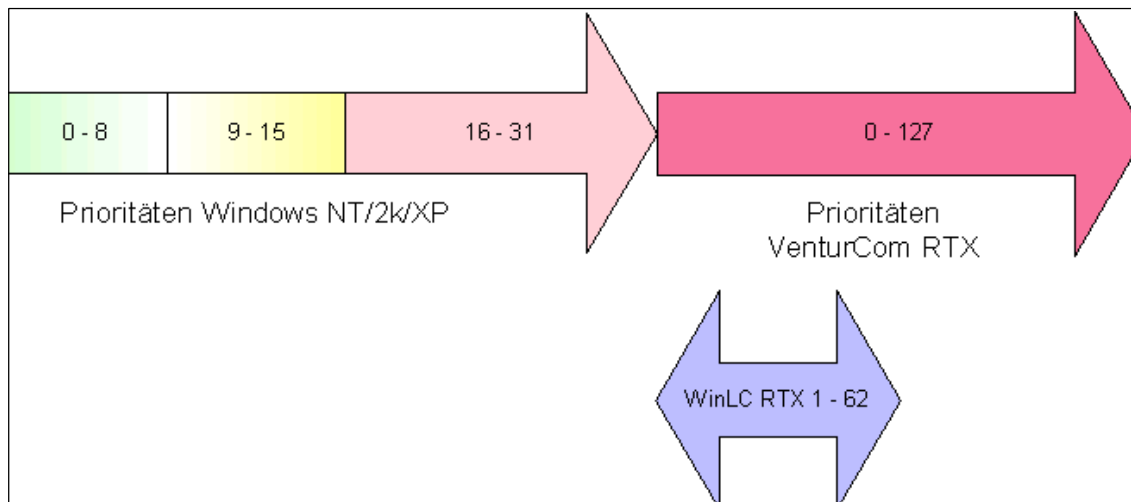 0 - 8
9 - 15
16 - 31
0 - 127
Prioritäten Windows NT/2k/XP
Prioritäten
VenturCom RTX
WinLC RTX 1 - 62